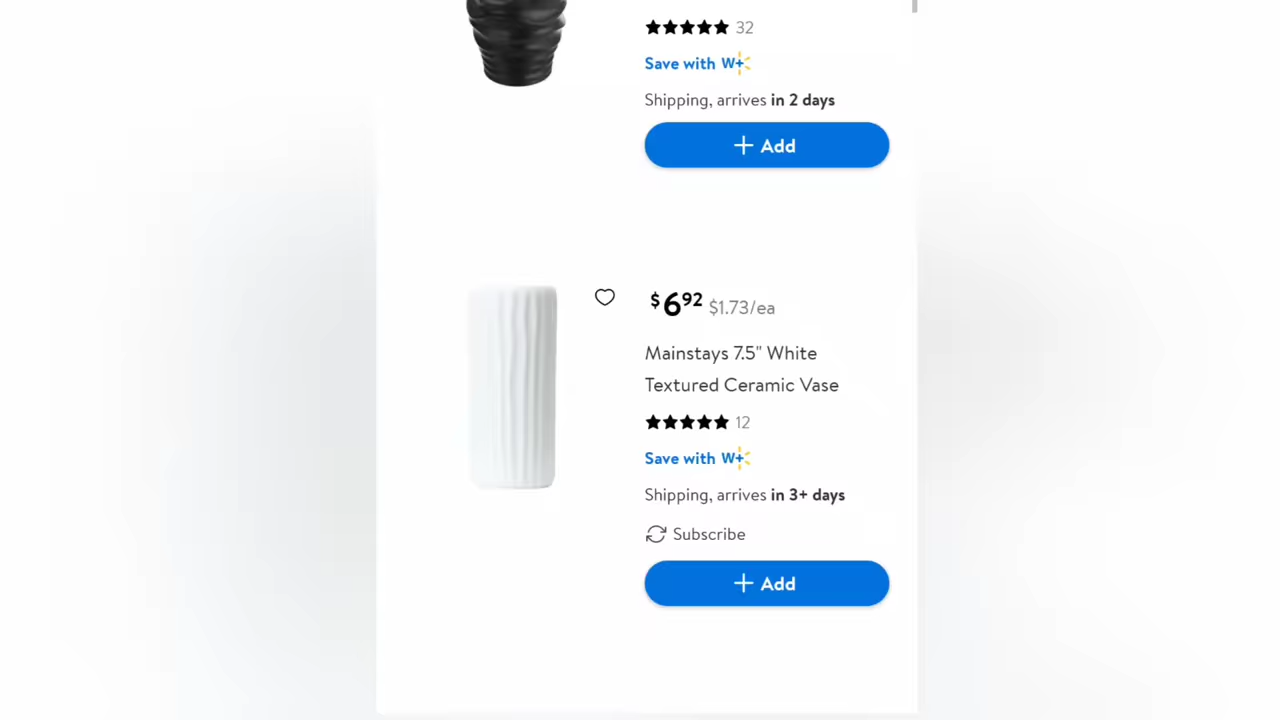 32
Save with W+
Shipping, arrives in 2 days
+ Add
$6.92 $1.73/ea
Mainstays 7.5" White
Textured Ceramic Vase
12
Save with W+
Shipping, arrives in 3+ days
Subscribe
+ Add